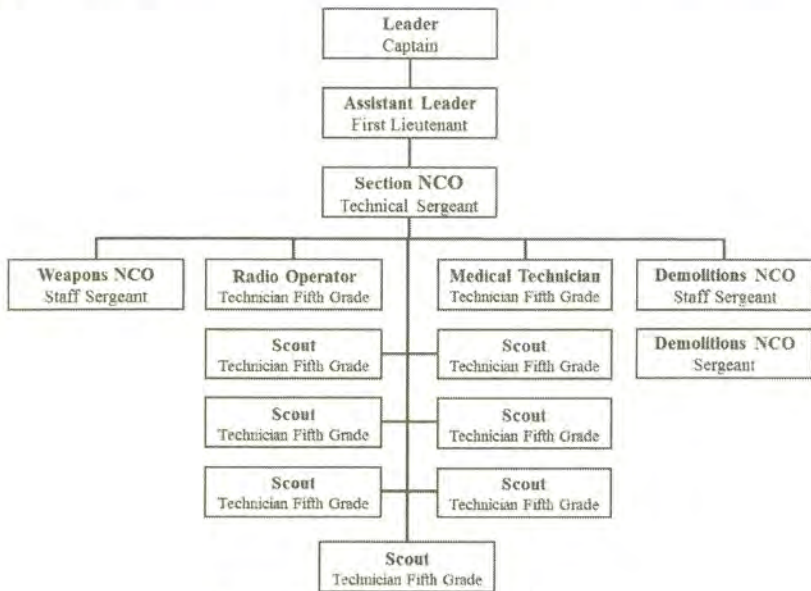 Leader
Captain
Assistant Leader
First Lieutenant
Section NCO
Technical Sergeant
Weapons NCO
Staff Sergeant
Radio Operator
Technician Fifth Grade
Medical Technician
Technician Fifth Grade
Demolitions NCO
Staff Sergeant
Scout
Technician Fifth Grade
Scout
Technician Fifth Grade
Demolitions NCO
Sergeant
Scout
Technician Fifth Grade
Scout
Technician Fifth Grade
Scout
Technician Fifth Grade
Scout
Technician Fifth Grade
Scout
Technician Fifth Grade